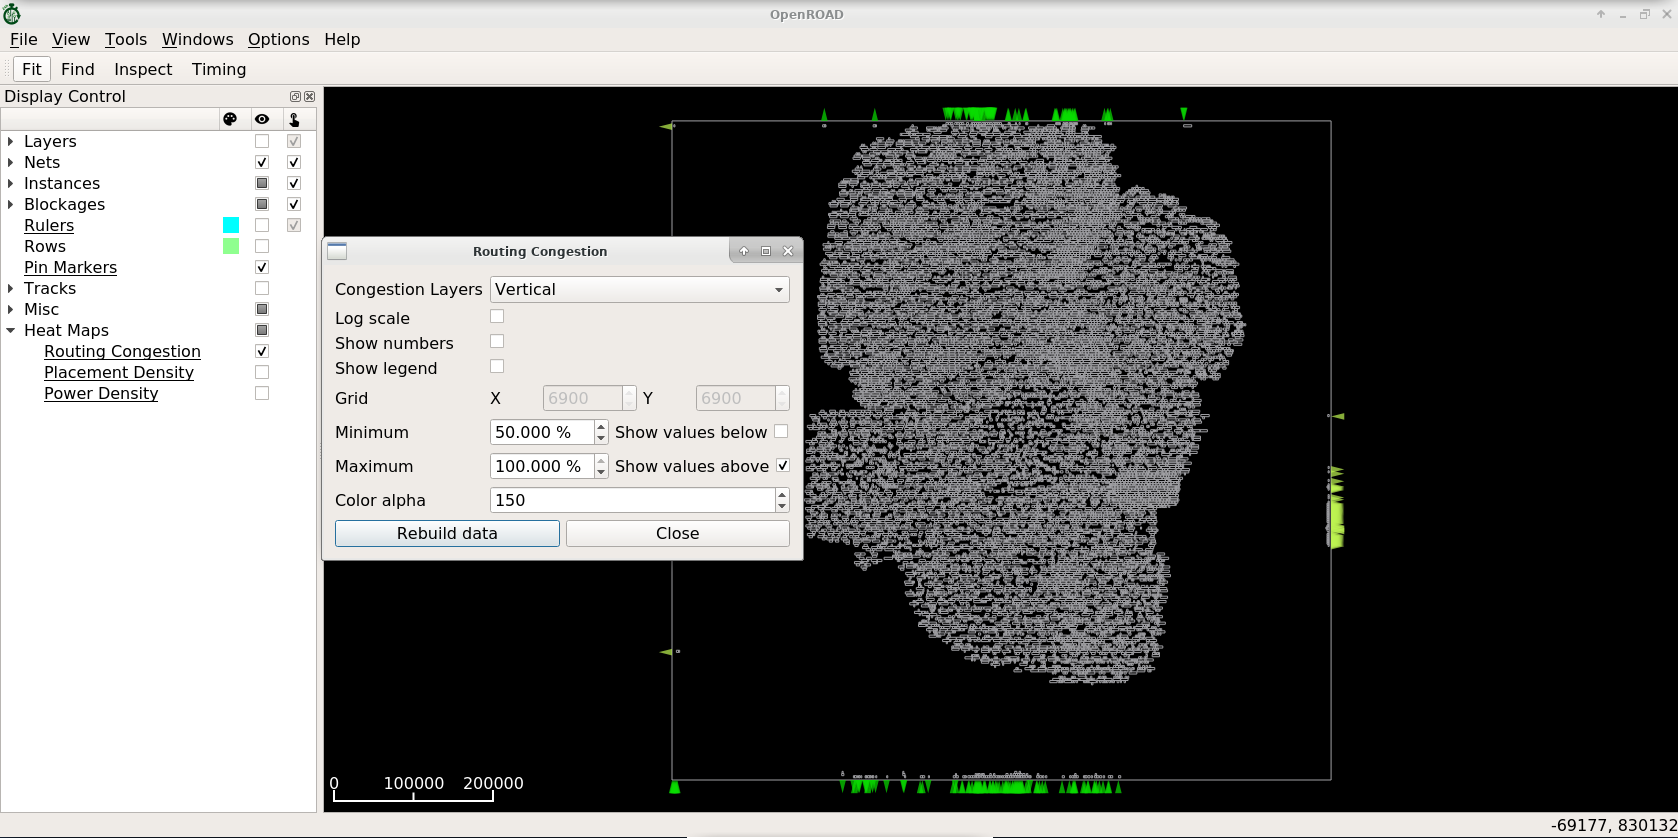 OpenROAD
File View Tools Windows Options Help
Fit Find Inspect Timing
Display Control
Layers
Nets
Instances
Blockages
Rulers
Rows
Pin Markers
Tracks
Misc
Heat Maps
Routing Congestion
Placement Density
Power Density
Routing Congestion
Congestion Layers Vertical
Log scale
Show numbers
Show legend
Grid X 6900 Y 6900
Minimum 50.000 % Show values below
Maximum 100.000 % Show values above
Color alpha 150
Rebuild data Close
0 100000 200000
-69177, 830132